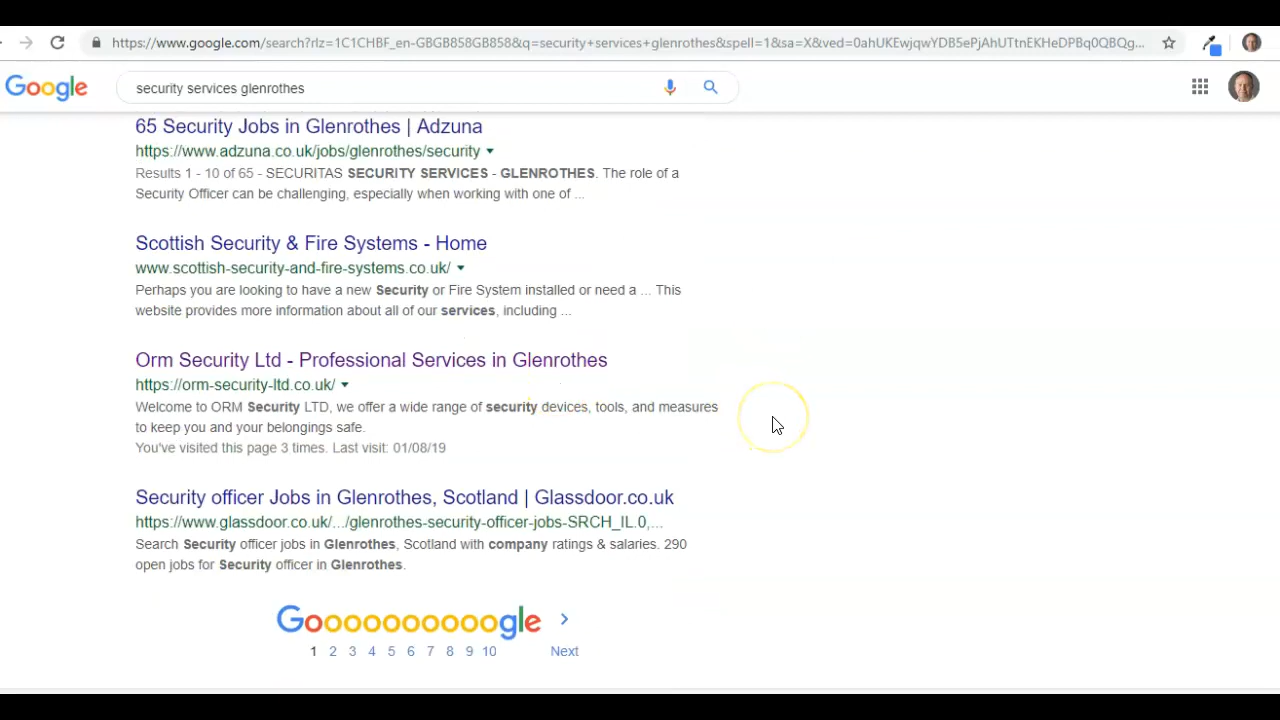 https://www.google.com/search?rlz=1C1CHBF_en-GBGB858GB858&q=security+services+glenrothes&spell=1&sa=X&ved=0ahUKEwjqwYDB5ePjAhUTtnEKHeDPBq0QBQg...
Google
security services glenrothes
65 Security Jobs in Glenrothes | Adzuna
https://www.adzuna.co.uk/jobs/glenrothes/security
Results 1 - 10 of 65 - SECURITAS SECURITY SERVICES - GLENROTHES. The role of a
Security Officer can be challenging, especially when working with one of ...
Scottish Security & Fire Systems - Home
www.scottish-security-and-fire-systems.co.uk/
Perhaps you are looking to have a new Security or Fire System installed or need a ... This
website provides more information about all of our services, including ...
Orm Security Ltd - Professional Services in Glenrothes
https://orm-security-ltd.co.uk/
Welcome to ORM Security LTD, we offer a wide range of security devices, tools, and measures
to keep you and your belongings safe.
You've visited this page 3 times. Last visit: 01/08/19
Security officer Jobs in Glenrothes, Scotland | Glassdoor.co.uk
https://www.glassdoor.co.uk/.../glenrothes-security-officer-jobs-SRCH_IL.0,...
Search Security officer jobs in Glenrothes, Scotland with company ratings & salaries. 290
open jobs for Security officer in Glenrothes.
Goooooooooogle >
1 2 3 4 5 6 7 8 9 10 Next